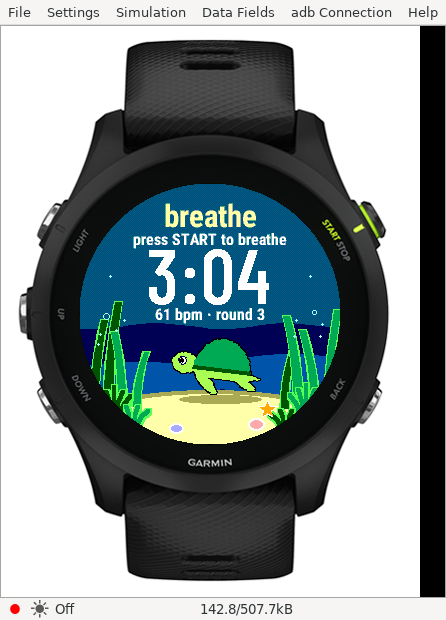 File Settings Simulation Data Fields adb Connection Help
breathe
press START to breathe
3:04
61 bpm · round 3
LIGHT
START STOP
UP
DOWN
BACK
GARMIN
Off 142.8/507.7kB